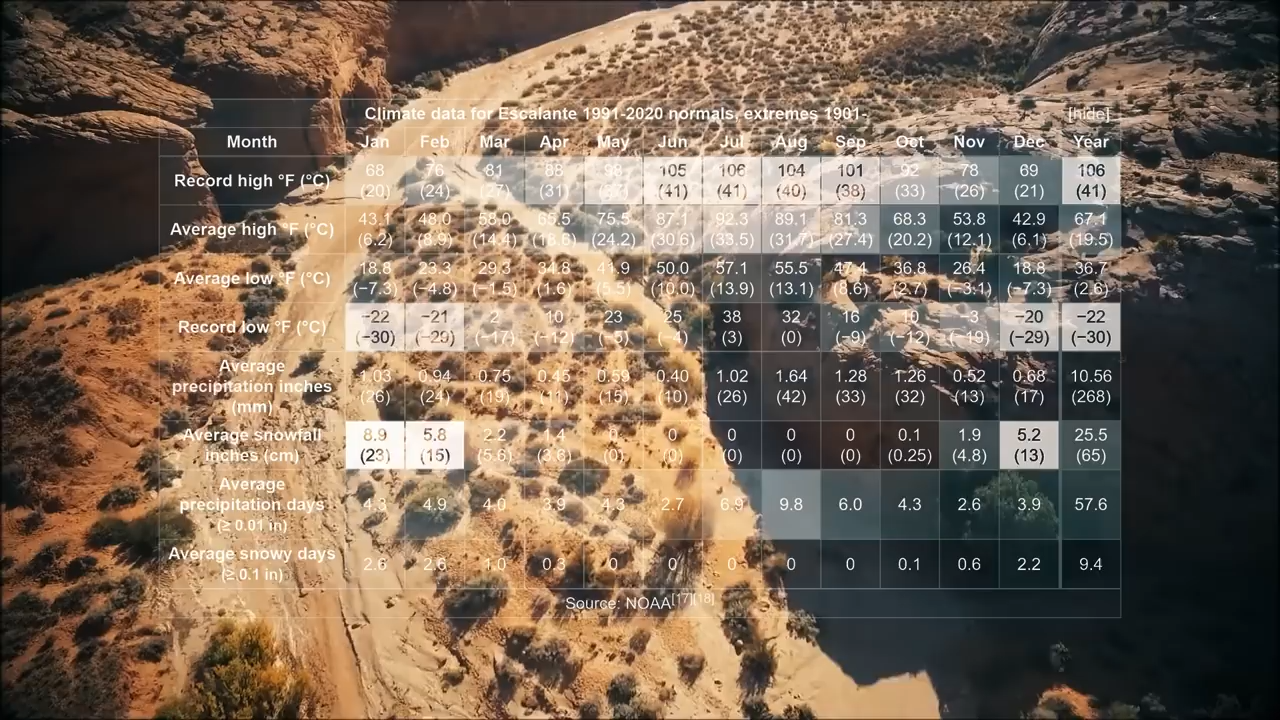 Climate data for Escalante 1991-2020 normals, extremes 1901- [hide]
Month Jan Feb Mar Apr May Jun Jul Aug Sep Oct Nov Dec Year
Record high °F (°C) 68 76 81 88 98 105 106 104 101 92 78 69 106
(20) (24) (27) (31) (37) (41) (41) (40) (38) (33) (26) (21) (41)
Average high °F (°C) 43.1 48.0 58.0 65.5 75.5 87.1 92.3 89.1 81.3 68.3 53.8 42.9 67.1
(6.2) (8.9) (14.4) (18.6) (24.2) (30.6) (33.5) (31.7) (27.4) (20.2) (12.1) (6.1) (19.5)
Average low °F (°C) 18.8 23.3 29.3 34.8 41.9 50.0 57.1 55.5 47.4 36.8 26.4 18.8 36.7
(−7.3) (−4.8) (−1.5) (1.6) (5.5) (10.0) (13.9) (13.1) (8.6) (2.7) (−3.1) (−7.3) (2.6)
Record low °F (°C) −22 −21 2 10 23 25 38 32 16 10 −3 −20 −22
(−30) (−29) (−17) (−12) (−5) (−4) (3) (0) (−9) (−12) (−19) (−29) (−30)
Average
precipitation inches
(mm)
1.03 0.94 0.75 0.45 0.59 0.40 1.02 1.64 1.28 1.26 0.52 0.68 10.56
(26) (24) (19) (11) (15) (10) (26) (42) (33) (32) (13) (17) (268)
Average snowfall
inches (cm)
8.9 5.8 2.2 1.4 0 0 0 0 0 0.1 1.9 5.2 25.5
(23) (15) (5.6) (3.6) (0) (0) (0) (0) (0) (0.25) (4.8) (13) (65)
Average
precipitation days
(≥ 0.01 in)
4.3 4.9 4.0 3.9 4.3 2.7 6.9 9.8 6.0 4.3 2.6 3.9 57.6
Average snowy days
(≥ 0.1 in)
2.6 2.6 1.0 0.3 0 0 0 0 0 0.1 0.6 2.2 9.4
Source: NOAA[17][18]